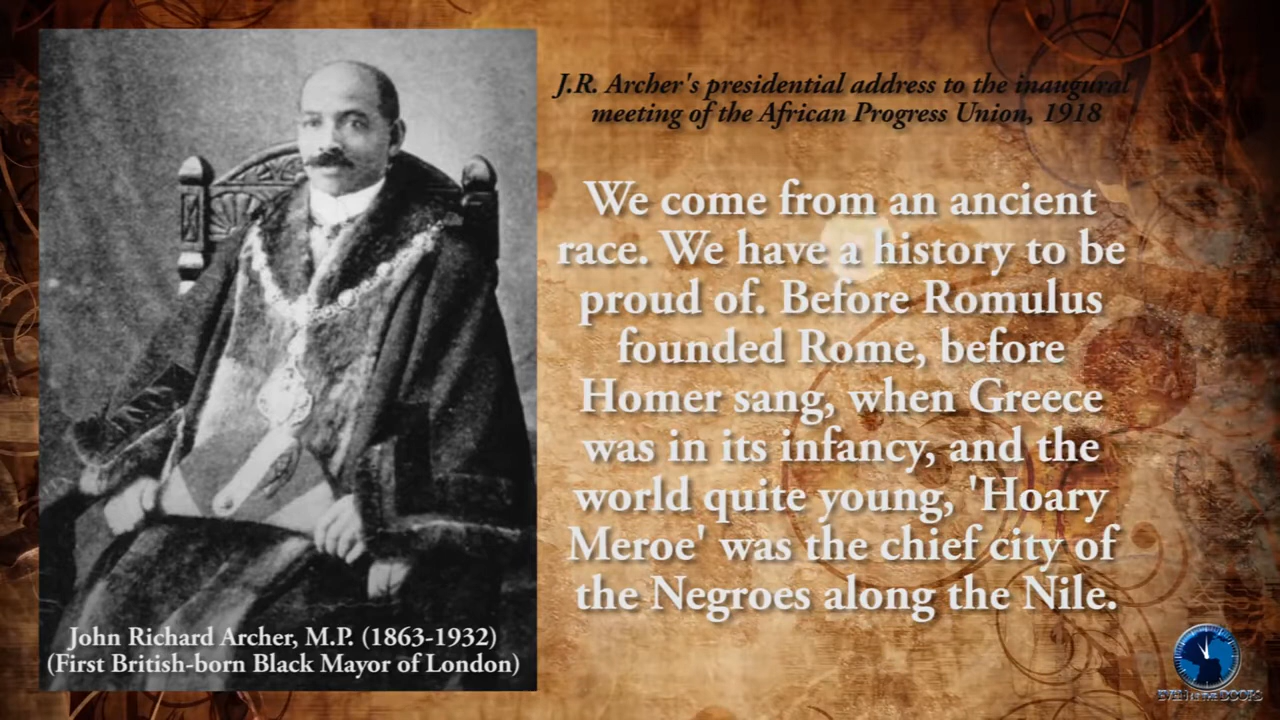 J.R. Archer's presidential address to the inaugural
meeting of the African Progress Union, 1918
We come from an ancient
race. We have a history to be
proud of. Before Romulus
founded Rome, before
Homer sang, when Greece
was in its infancy, and the
world quite young, 'Hoary
Meroe' was the chief city of
the Negroes along the Nile.
John Richard Archer, M.P. (1863-1932)
(First British-born Black Mayor of London)